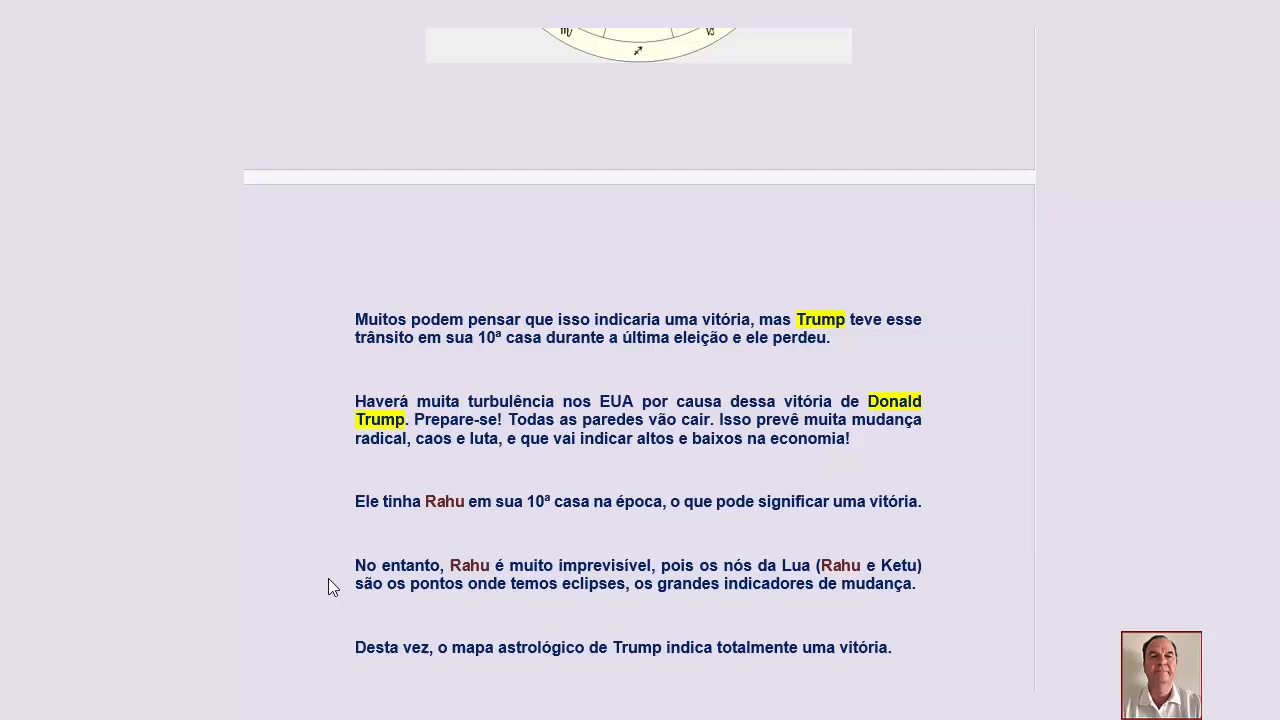 Muitos podem pensar que isso indicaria uma vitória, mas Trump teve esse
trânsito em sua 10ª casa durante a última eleição e ele perdeu.
Haverá muita turbulência nos EUA por causa dessa vitória de Donald
Trump. Prepare-se! Todas as paredes vão cair. Isso prevê muita mudança
radical, caos e luta, e que vai indicar altos e baixos na economia!
Ele tinha Rahu em sua 10ª casa na época, o que pode significar uma vitória.
No entanto, Rahu é muito imprevisível, pois os nós da Lua (Rahu e Ketu)
são os pontos onde temos eclipses, os grandes indicadores de mudança.
Desta vez, o mapa astrológico de Trump indica totalmente uma vitória.